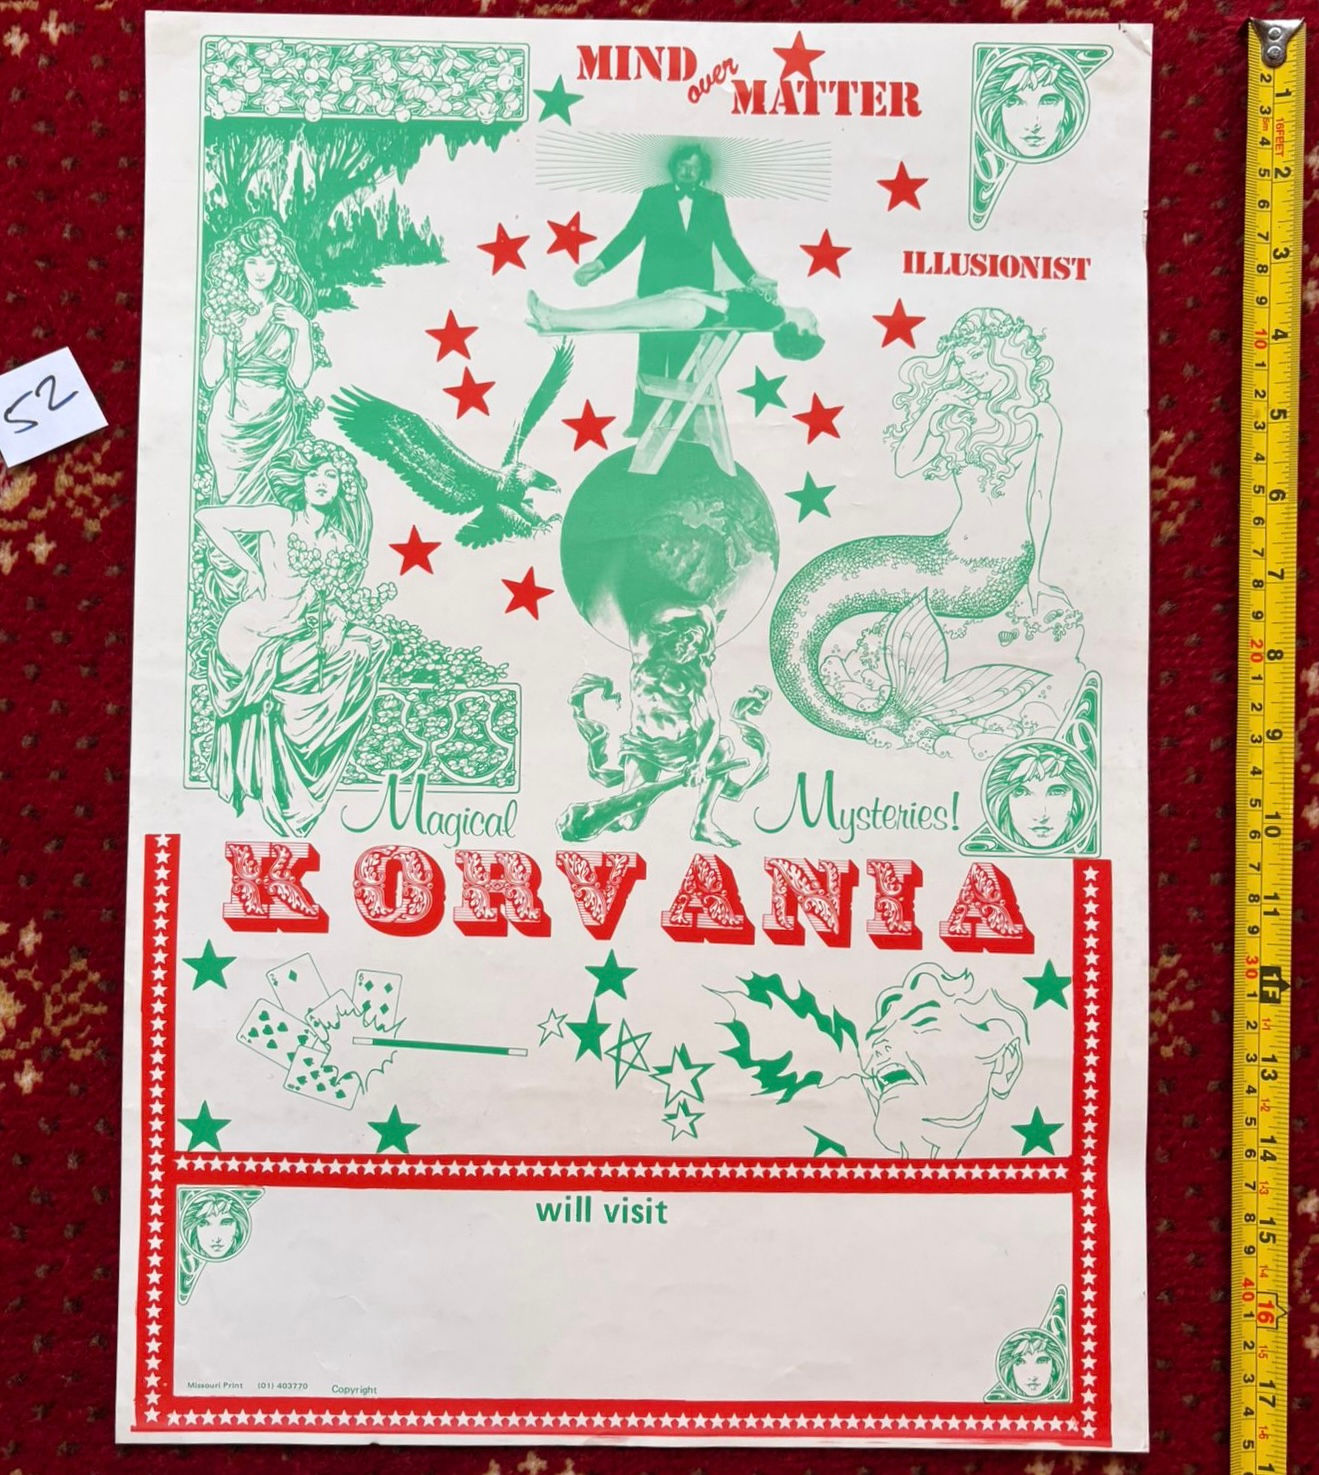 MIND over MATTER
ILLUSIONIST
52
Magical Mysteries!
KORVANIA
will visit
Missouri Print (01) 403770 Copyright